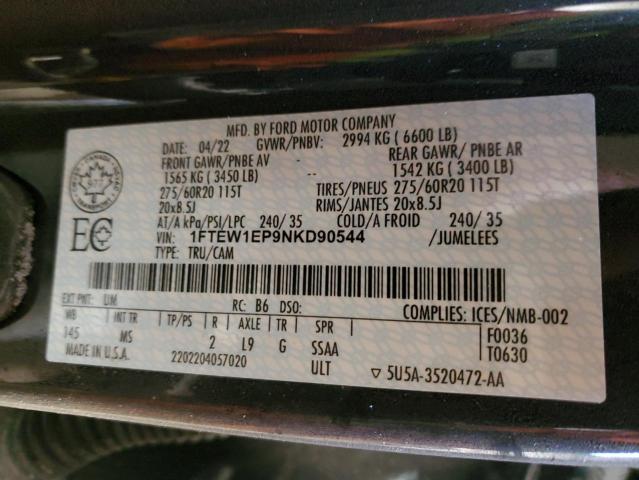 MFD. BY FORD MOTOR COMPANY
DATE: 04/22 GVWR/PNBV: 2994 KG ( 6600 LB)
FRONT GAWR/PNBE AV REAR GAWR/ PNBE AR
1565 KG ( 3450 LB) 1542 KG ( 3400 LB)
275/60R20 115T TIRES/PNEUS 275/60R20 115T
20x8.5J RIMS/JANTES 20x8.5J
AT/A kPa/PSI/LPC 240/ 35 COLD/A FROID 240/ 35
VIN: 1FTEW1EP9NKD90544 /JUMELEES
TYPE: TRU/CAM
CANADA
EC
EXT PNT: UM RC: B6 DSO: COMPLIES: ICES/NMB-002
WB INT TR TP/PS R AXLE TR SPR F0036
145 MS 2 L9 G SSAA T0630
MADE IN U.S.A. 2202204057020 ULT ▽ 5U5A-3520472-AA